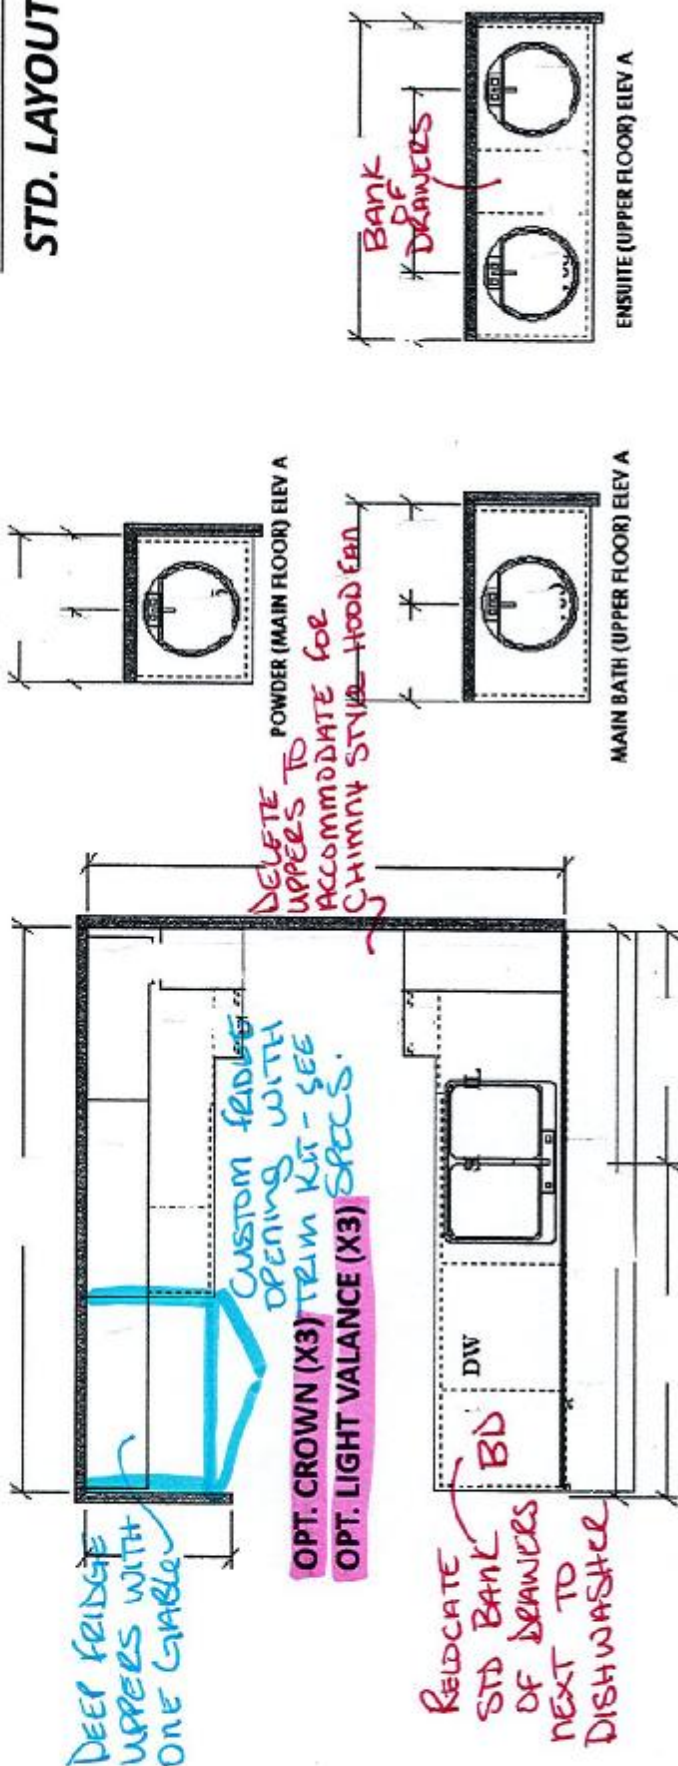 STD. LAYOUT
BANK
OF
DRAWERS
ENSUITE (UPPER FLOOR) ELEV A
POWDER (MAIN FLOOR) ELEV A
MAIN BATH (UPPER FLOOR) ELEV A
DELETE
UPPERS TO
ACCOMMODATE FOR
CHIMNY STYLE HOOD FAN
CUSTOM FRIDGE
OPENING WITH
TRIM KIT - SEE
SPECS.
OPT. CROWN (X3)
OPT. LIGHT VALANCE (X3)
DEEP FRIDGE
UPPERS WITH
ONE GABLE
DW
BD
RELOCATE
STD BANK
OF DRAWERS
NEXT TO
DISHWASHER